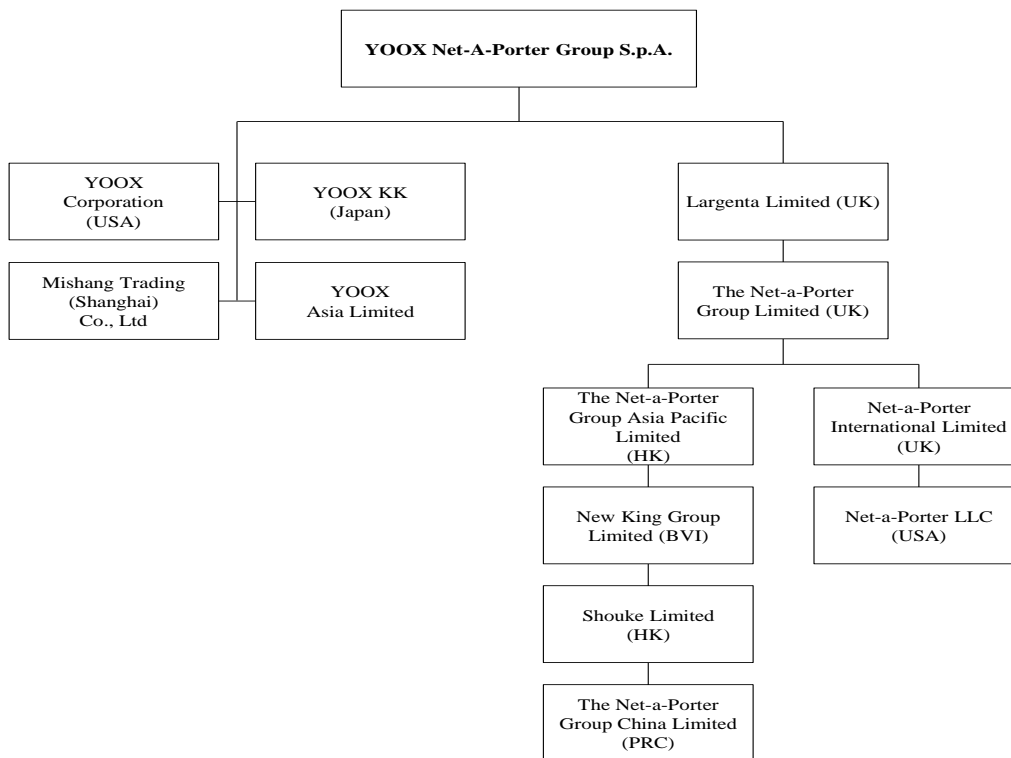 YOOX Net-A-Porter Group S.p.A.
YOOX
Corporation
(USA)
YOOX KK
(Japan)
Largenta Limited (UK)
Mishang Trading
(Shanghai)
Co., Ltd
YOOX
Asia Limited
The Net-a-Porter
Group Limited (UK)
The Net-a-Porter
Group Asia Pacific
Limited
(HK)
Net-a-Porter
International Limited
(UK)
New King Group
Limited (BVI)
Net-a-Porter LLC
(USA)
Shouke Limited
(HK)
The Net-a-Porter
Group China Limited
(PRC)